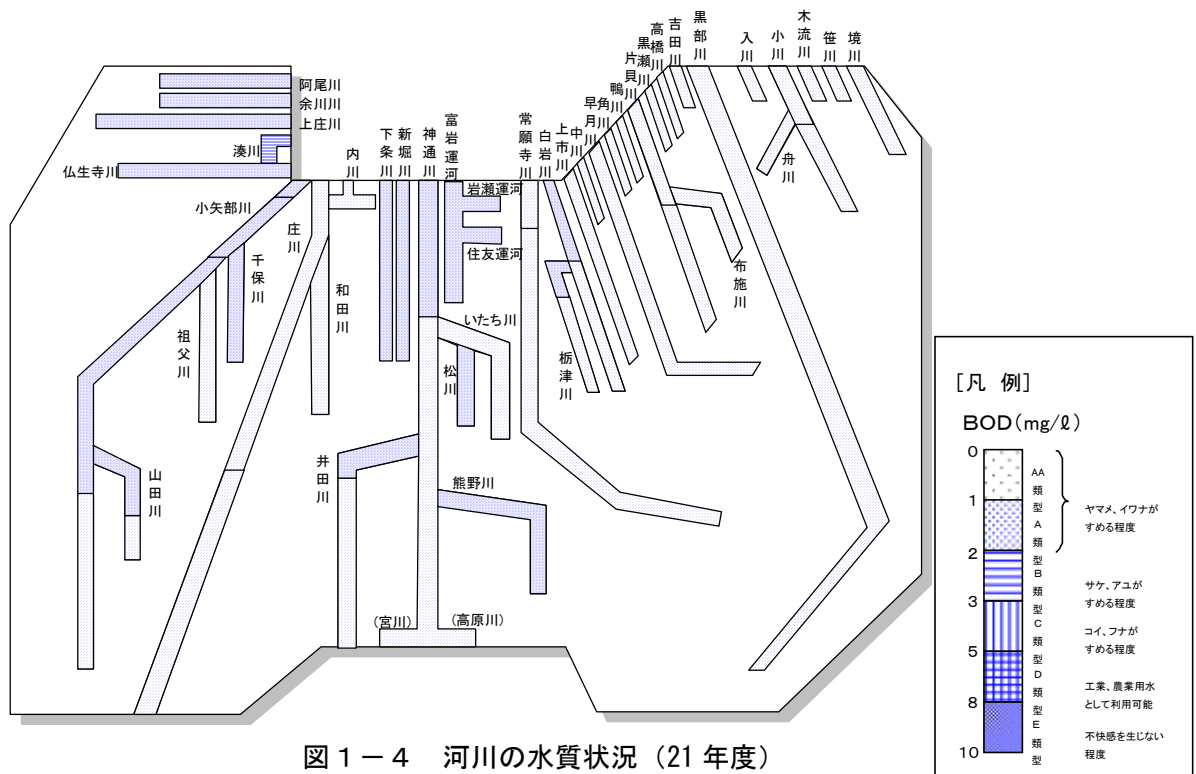 阿尾川
余川川
上庄川
湊川
仏生寺川
小矢部川
千保川
祖父川
山田川
庄川
内川
和田川
下条川
新堀川
神通川
富岩運河
岩瀬運河
住友運河
いたち川
松川
井田川
熊野川
(宮川)
(高原川)
常願寺川
白岩川
栃津川
上市川
中川
早月川
角川
鴨川
片貝川
布施川
黒瀬川
高橋川
吉田川
黒部川
入川
小川
舟川
木流川
笹川
境川
[凡 例]
BOD(mg/ℓ)
0
1
2
3
5
8
10
AA類型
A類型
B類型
C類型
D類型
E類型
ヤマメ、イワナが
すめる程度
サケ、アユが
すめる程度
コイ、フナが
すめる程度
工業、農業用水
として利用可能
不快感を生じない
程度
図1-4 河川の水質状況(21年度)